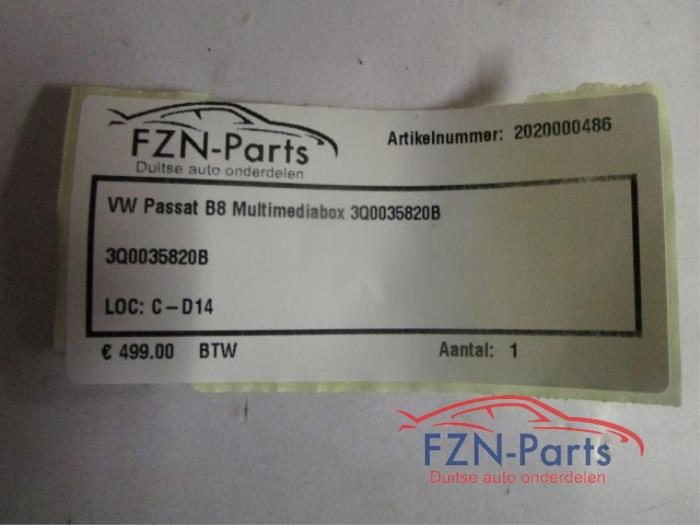 FZN-Parts
Duitse auto onderdelen
Artikelnummer: 2020000486
VW Passat B8 Multimediabox 3Q0035820B
3Q0035820B
LOC: C-D14
€ 499.00 BTW Aantal: 1
FZN-Parts
Duitse auto onderdelen